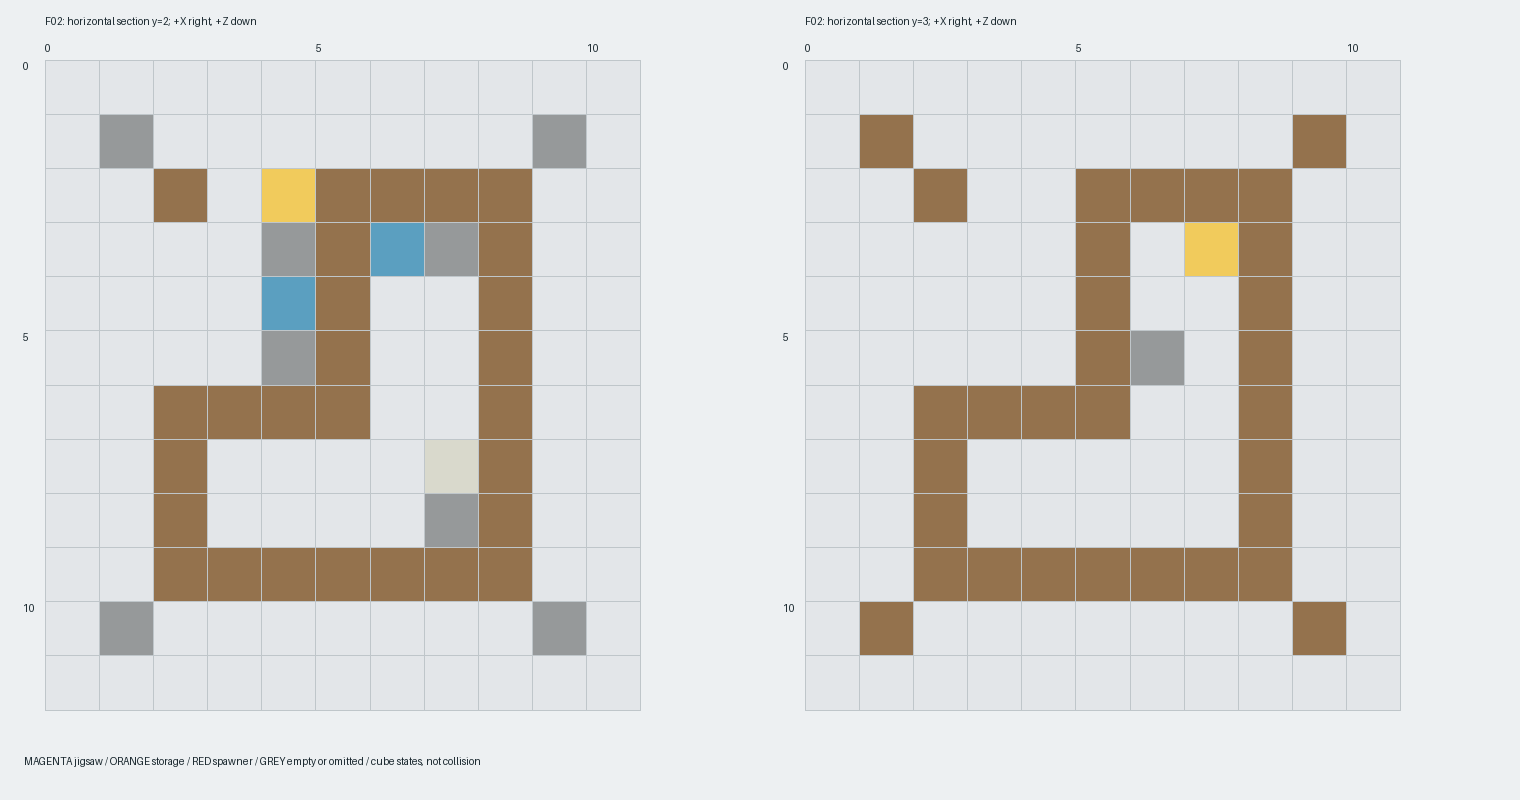 F02: horizontal section y=2; +X right, +Z down
F02: horizontal section y=3; +X right, +Z down
0 5 10
0 5 10
0
0
5
5
10
10
MAGENTA jigsaw / ORANGE storage / RED spawner / GREY empty or omitted / cube states, not collision